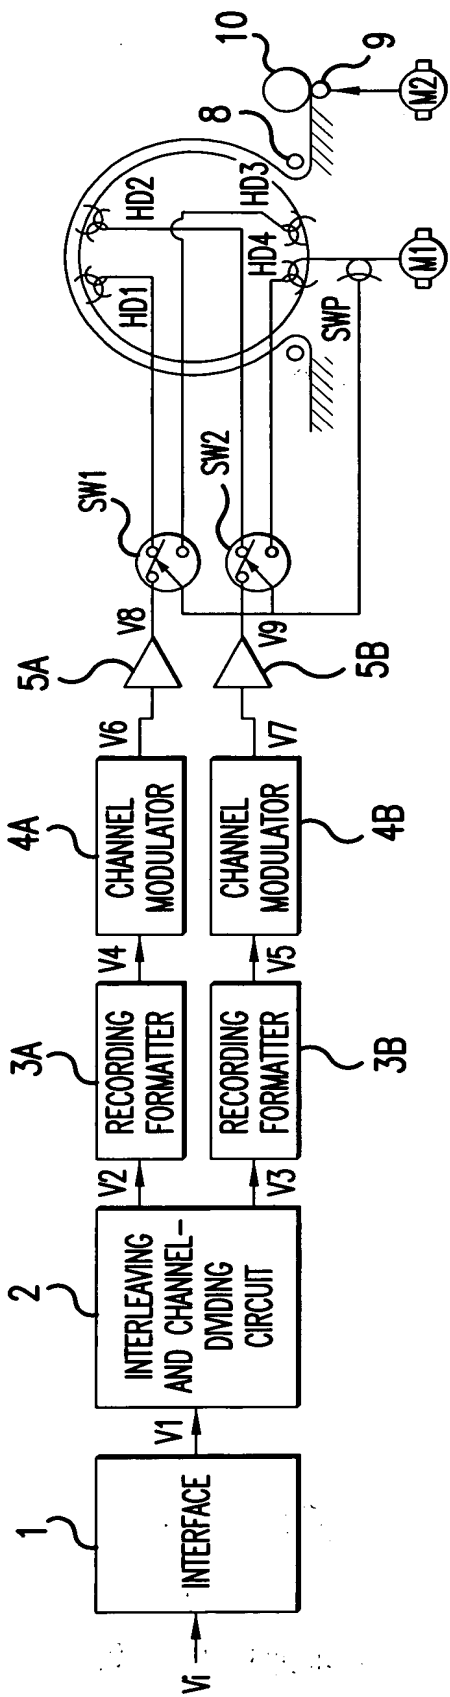 1
2
3A
4A
5A
SW1
8
10
Vi
INTERFACE
V1
INTERLEAVING
AND CHANNEL-
DIVIDING
CIRCUIT
V2
RECORDING
FORMATTER
V4
CHANNEL
MODULATOR
V6
V8
HD1
HD2
V3
RECORDING
FORMATTER
V5
CHANNEL
MODULATOR
V7
V9
SW2
HD4
HD3
9
3B
4B
5B
SWP
M1
M2